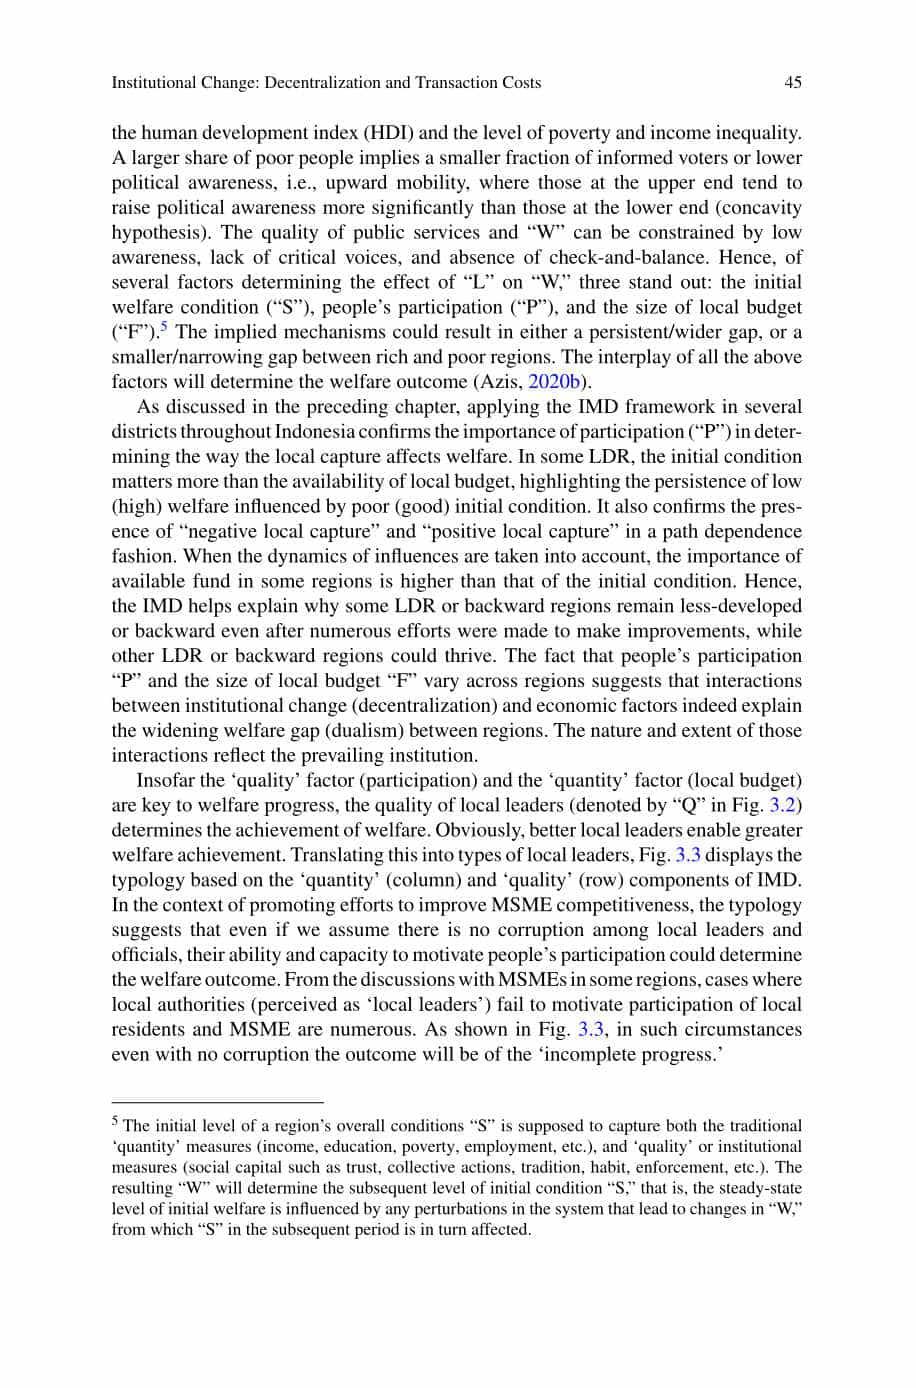 Institutional Change: Decentralization and Transaction Costs 45
the human development index (HDI) and the level of poverty and income inequality.
A larger share of poor people implies a smaller fraction of informed voters or lower
political awareness, i.e., upward mobility, where those at the upper end tend to
raise political awareness more significantly than those at the lower end (concavity
hypothesis). The quality of public services and “W” can be constrained by low
awareness, lack of critical voices, and absence of check-and-balance. Hence, of
several factors determining the effect of “L” on “W,” three stand out: the initial
welfare condition (“S”), people’s participation (“P”), and the size of local budget
(“F”).5 The implied mechanisms could result in either a persistent/wider gap, or a
smaller/narrowing gap between rich and poor regions. The interplay of all the above
factors will determine the welfare outcome (Azis, 2020b).
As discussed in the preceding chapter, applying the IMD framework in several
districts throughout Indonesia confirms the importance of participation (“P”) in deter-
mining the way the local capture affects welfare. In some LDR, the initial condition
matters more than the availability of local budget, highlighting the persistence of low
(high) welfare influenced by poor (good) initial condition. It also confirms the pres-
ence of “negative local capture” and “positive local capture” in a path dependence
fashion. When the dynamics of influences are taken into account, the importance of
available fund in some regions is higher than that of the initial condition. Hence,
the IMD helps explain why some LDR or backward regions remain less-developed
or backward even after numerous efforts were made to make improvements, while
other LDR or backward regions could thrive. The fact that people’s participation
“P” and the size of local budget “F” vary across regions suggests that interactions
between institutional change (decentralization) and economic factors indeed explain
the widening welfare gap (dualism) between regions. The nature and extent of those
interactions reflect the prevailing institution.
Insofar the ‘quality’ factor (participation) and the ‘quantity’ factor (local budget)
are key to welfare progress, the quality of local leaders (denoted by “Q” in Fig. 3.2)
determines the achievement of welfare. Obviously, better local leaders enable greater
welfare achievement. Translating this into types of local leaders, Fig. 3.3 displays the
typology based on the ‘quantity’ (column) and ‘quality’ (row) components of IMD.
In the context of promoting efforts to improve MSME competitiveness, the typology
suggests that even if we assume there is no corruption among local leaders and
officials, their ability and capacity to motivate people’s participation could determine
the welfare outcome. From the discussions with MSMEs in some regions, cases where
local authorities (perceived as ‘local leaders’) fail to motivate participation of local
residents and MSME are numerous. As shown in Fig. 3.3, in such circumstances
even with no corruption the outcome will be of the ‘incomplete progress.’
5 The initial level of a region’s overall conditions “S” is supposed to capture both the traditional
‘quantity’ measures (income, education, poverty, employment, etc.), and ‘quality’ or institutional
measures (social capital such as trust, collective actions, tradition, habit, enforcement, etc.). The
resulting “W” will determine the subsequent level of initial condition “S,” that is, the steady-state
level of initial welfare is influenced by any perturbations in the system that lead to changes in “W,”
from which “S” in the subsequent period is in turn affected.